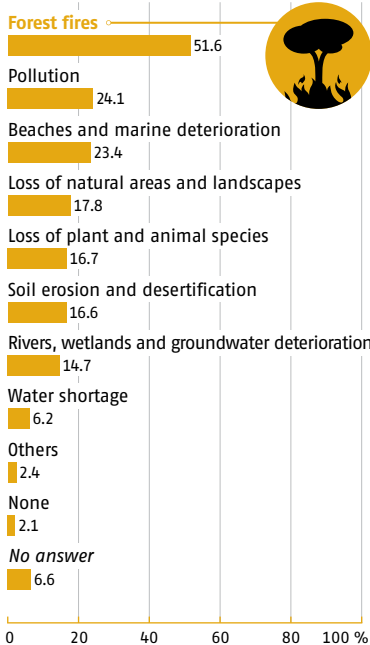 Forest fires
51.6
Pollution
24.1
Beaches and marine deterioration
23.4
Loss of natural areas and landscapes
17.8
Loss of plant and animal species
16.7
Soil erosion and desertification
16.6
Rivers, wetlands and groundwater deterioration
14.7
Water shortage
6.2
Others
2.4
None
2.1
No answer
6.6
0 20 40 60 80 100 %